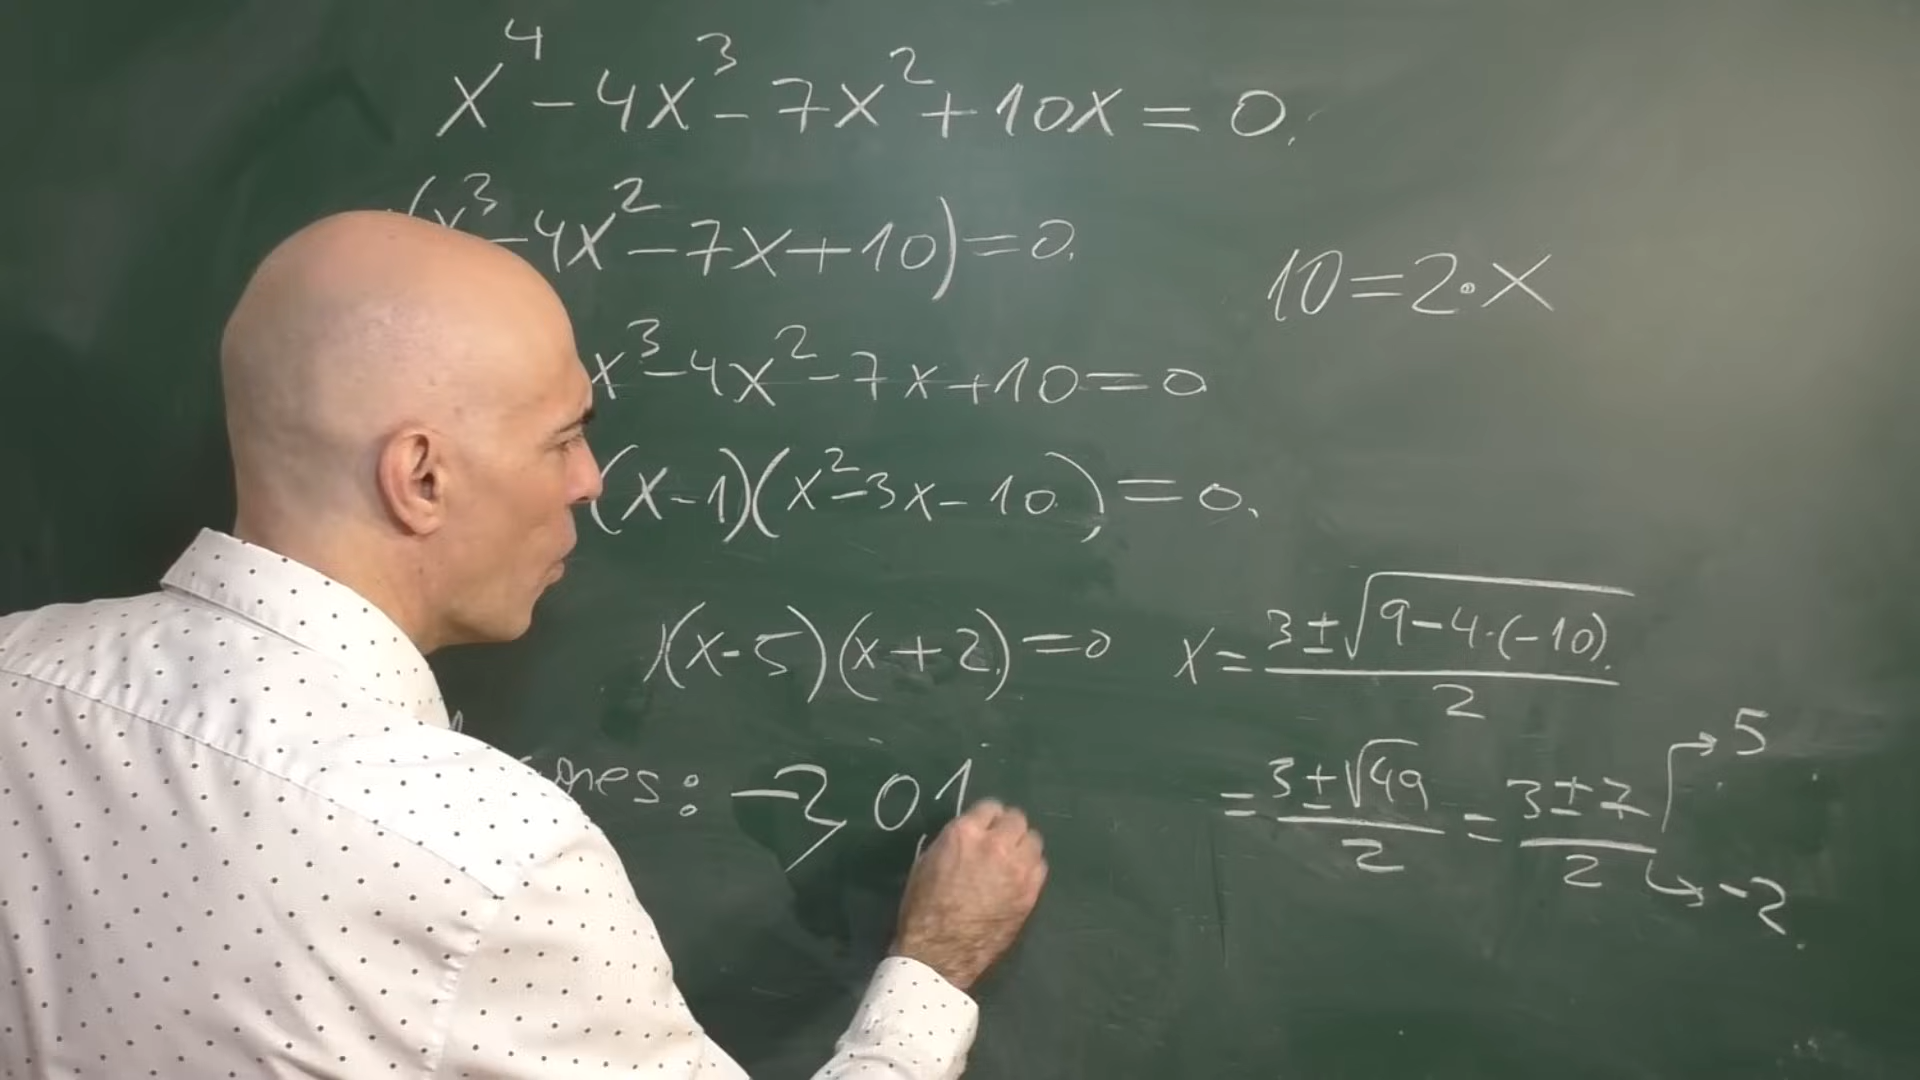 x⁴ - 4x³ - 7x² + 10x = 0.
(x³ - 4x² - 7x + 10) = 0.
10 = 2 · x
x³ - 4x² - 7x + 10 = 0
(x - 1)(x² - 3x - 10) = 0.
)(x - 5)(x + 2) = 0
x = (3 ± √(9 - 4 · (-10)))/2
ones: -2, 0, 1
= (3 ± √49)/2 = (3 ± 7)/2
5
-2